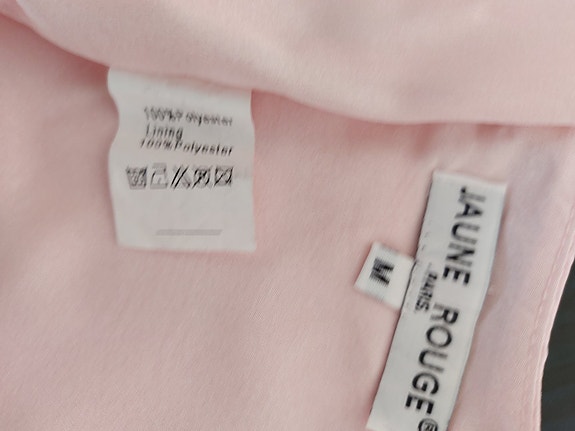 100%Polyester
Lining
100%Polyester
M
JAUNE ROUGE®
PARIS